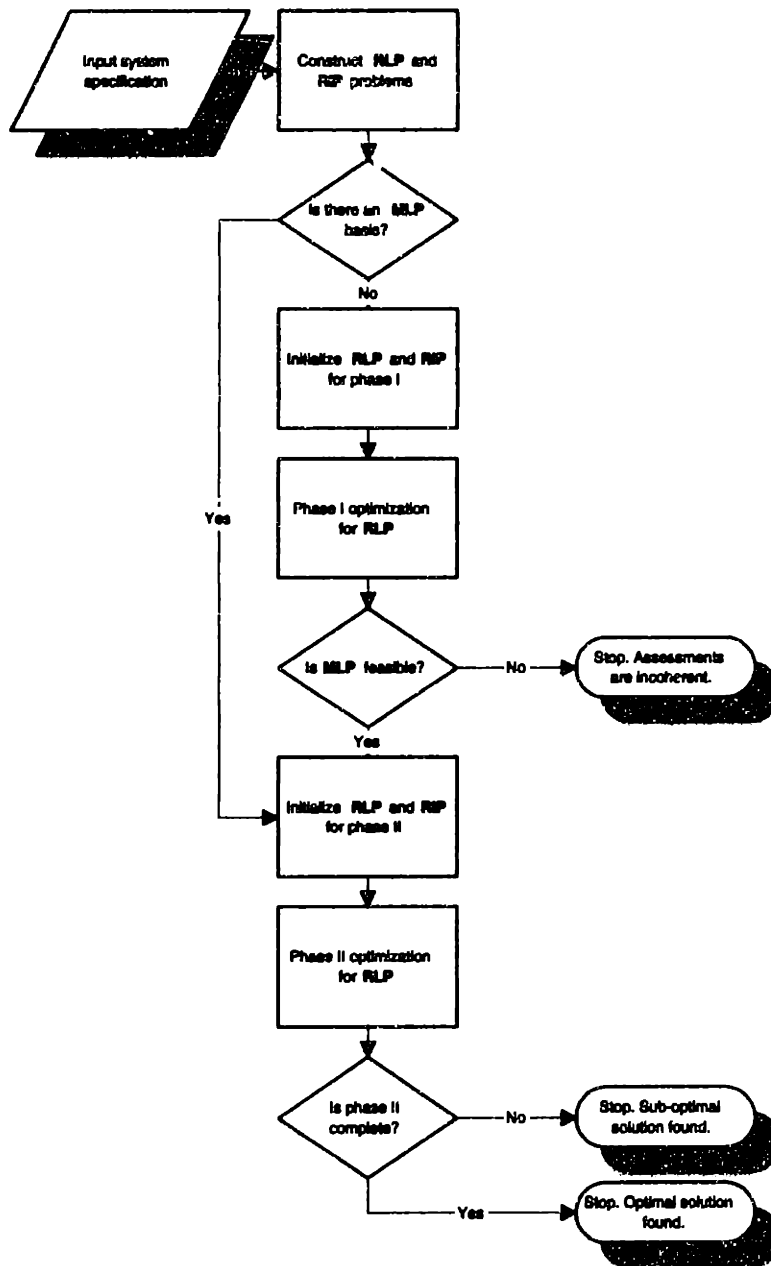 Input system
specification
Construct RLP and
RIP problems
Is there an MLP
basis?
No
Initialize RLP and RIP
for phase I
Phase I optimization
for RLP
Yes
Is MLP feasible?
No
Stop. Assessments
are incoherent.
Yes
Initialize RLP and RIP
for phase II
Phase II optimization
for RLP
Is phase II
complete?
No
Stop. Sub-optimal
solution found.
Yes
Stop. Optimal solution
found.